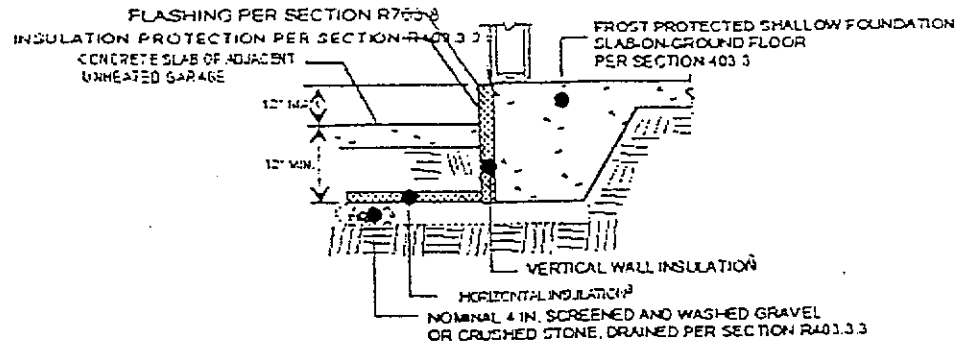 FLASHING PER SECTION R703.8
INSULATION PROTECTION PER SECTION R403.3.2
CONCRETE SLAB OF ADJACENT
UNHEATED GARAGE
FROST PROTECTED SHALLOW FOUNDATION
SLAB-ON-GROUND FLOOR
PER SECTION 403.3
12" MAX.
12" MIN.
VERTICAL WALL INSULATION
HORIZONTAL INSULATION
NOMINAL 4 IN. SCREENED AND WASHED GRAVEL
OR CRUSHED STONE, DRAINED PER SECTION R403.3.3